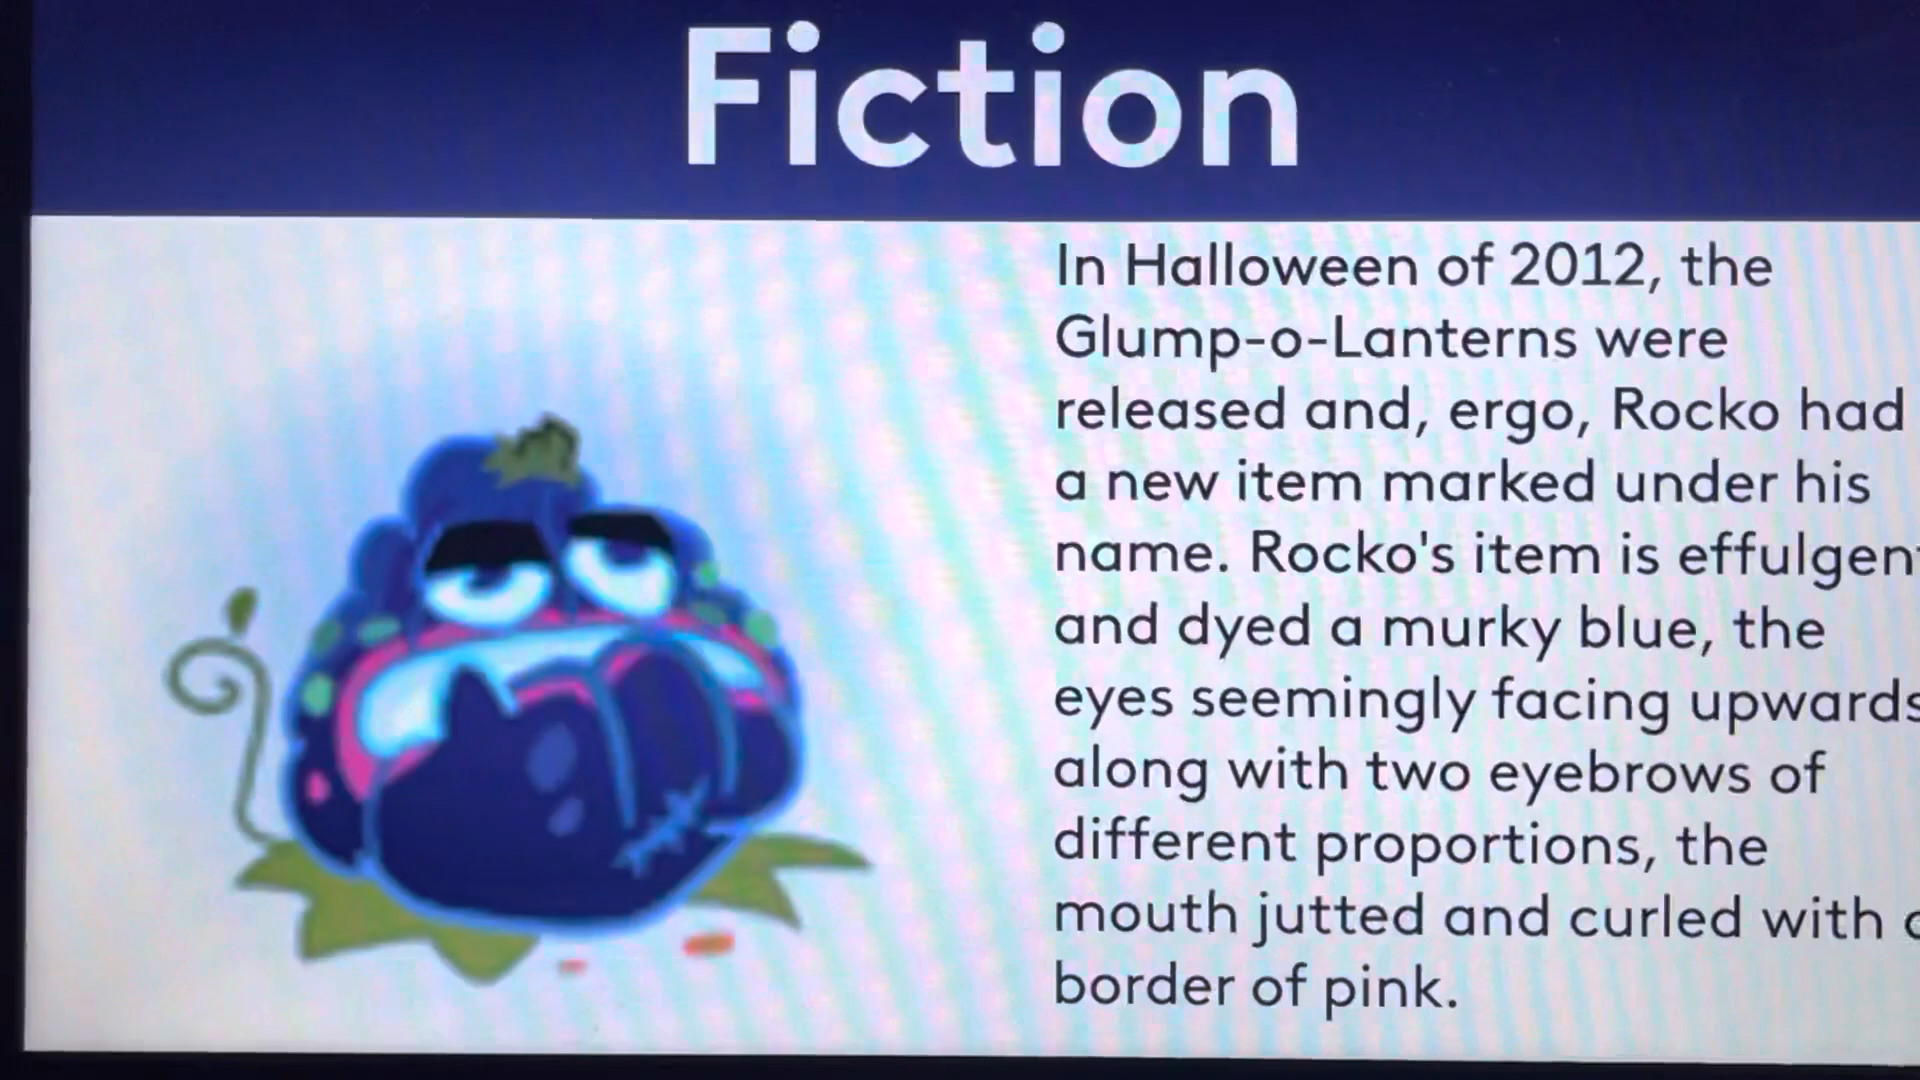 Fiction
In Halloween of 2012, the
Glump-o-Lanterns were
released and, ergo, Rocko had
a new item marked under his
name. Rocko's item is effulgent
and dyed a murky blue, the
eyes seemingly facing upwards
along with two eyebrows of
different proportions, the
mouth jutted and curled with a
border of pink.